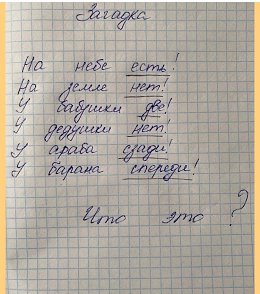 Загадка
На небе есть!
На земле нет!
У бабушки две!
У дедушки нет!
У араба сзади!
У барана спереди!
Что это ?